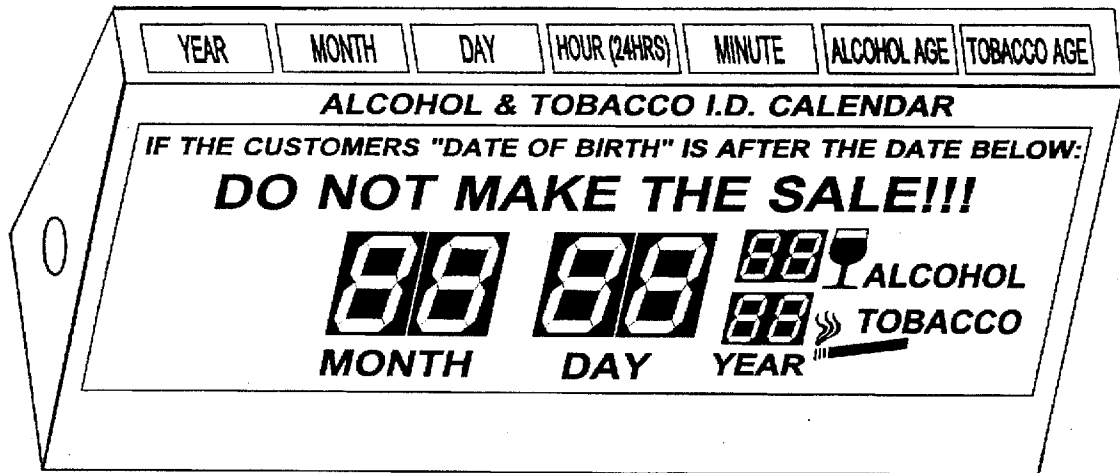 YEAR MONTH DAY HOUR (24HRS) MINUTE ALCOHOL AGE TOBACCO AGE
ALCOHOL & TOBACCO I.D. CALENDAR
IF THE CUSTOMERS "DATE OF BIRTH" IS AFTER THE DATE BELOW:
DO NOT MAKE THE SALE!!!
88 88 88 ALCOHOL
88 TOBACCO
MONTH DAY YEAR